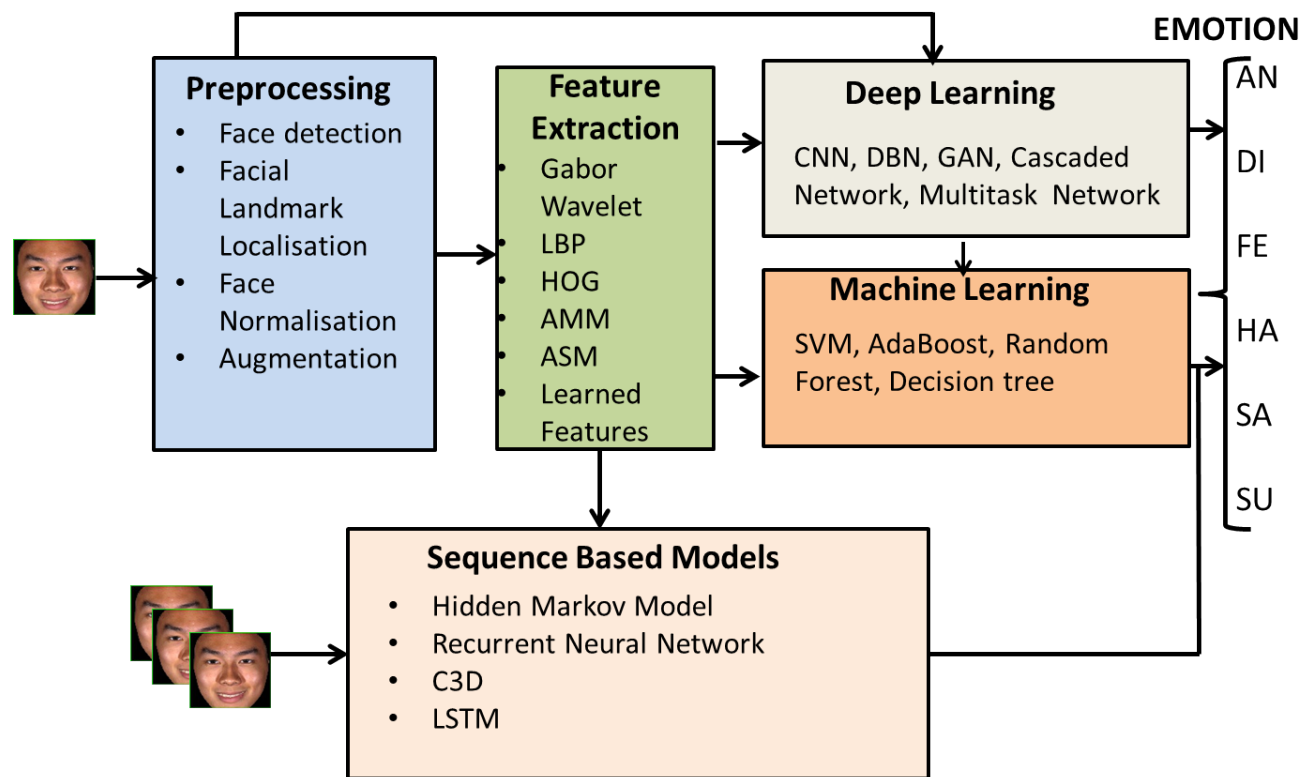 EMOTION
Preprocessing
• Face detection
• Facial
Landmark
Localisation
• Face
Normalisation
• Augmentation
Feature
Extraction
• Gabor
Wavelet
• LBP
• HOG
• AMM
• ASM
• Learned
Features
Deep Learning
CNN, DBN, GAN, Cascaded
Network, Multitask Network
Machine Learning
SVM, AdaBoost, Random
Forest, Decision tree
AN
DI
FE
HA
SA
SU
Sequence Based Models
• Hidden Markov Model
• Recurrent Neural Network
• C3D
• LSTM